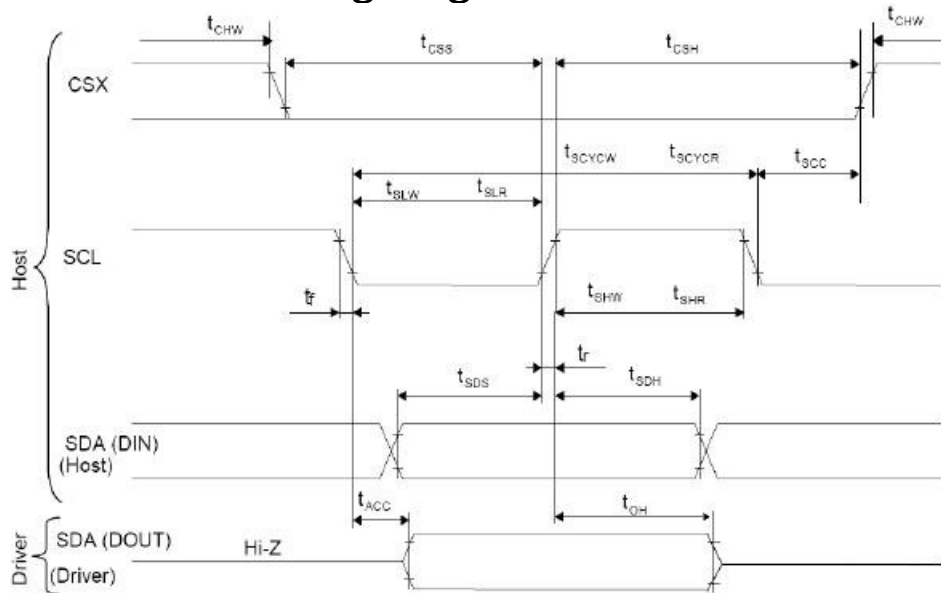 tCHW tCSS tCSH tCHW
CSX
tSCYCW tSCYCR tSCC
tSLW tSLR
Host
SCL
tf tSHW tSHR
tr
tSDS tSDH
SDA (DIN)
(Host)
tACC tOH
Driver
SDA (DOUT) Hi-Z
(Driver)